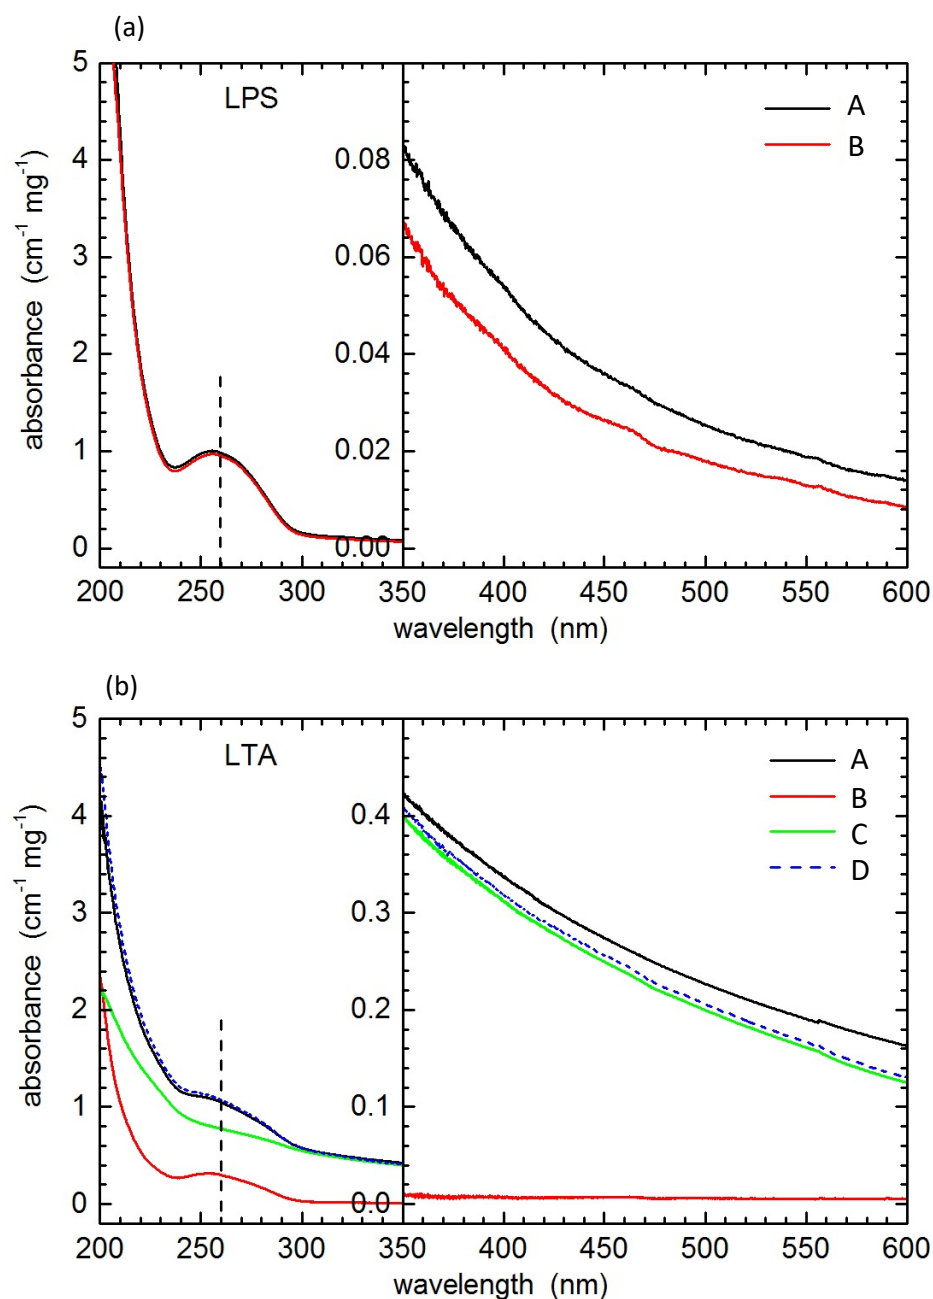 (a)
5
4
3
2
1
0
absorbance (cm⁻¹ mg⁻¹)
LPS
0.08
0.06
0.04
0.02
0.00
A
B
200 250 300 350 400 450 500 550 600
wavelength (nm)
(b)
5
4
3
2
1
0
absorbance (cm⁻¹ mg⁻¹)
LTA
0.4
0.3
0.2
0.1
0.0
A
B
C
D
200 250 300 350 400 450 500 550 600
wavelength (nm)